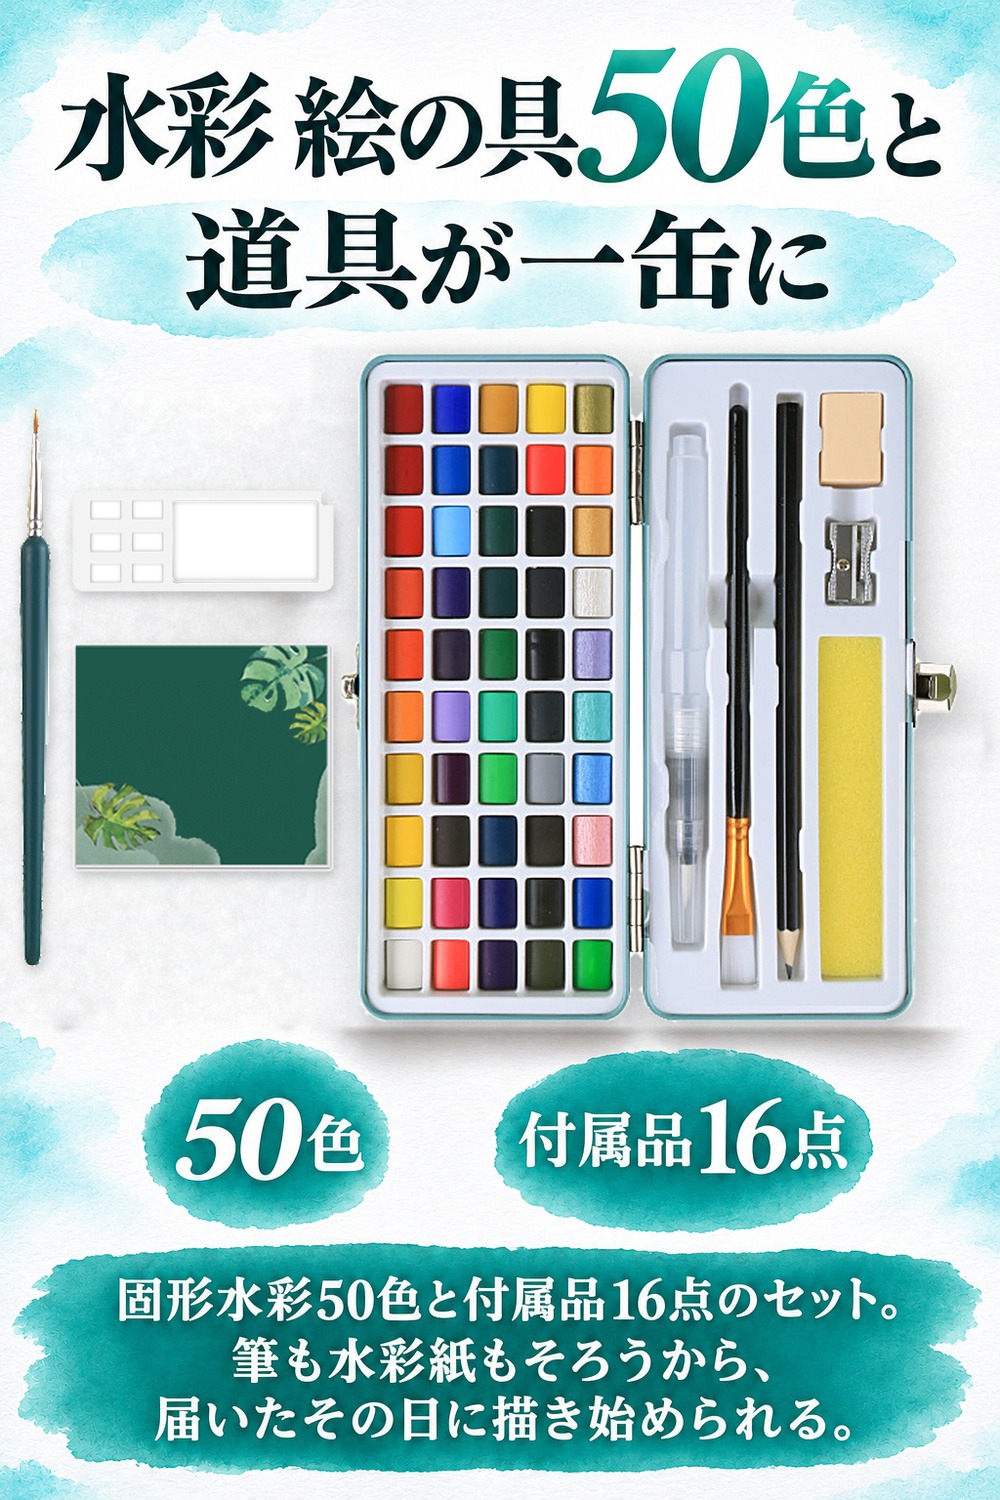 水彩 絵の具50色と
道具が一缶に
50色
付属品16点
固形水彩50色と付属品16点のセット。
筆も水彩紙もそろうから、
届いたその日に描き始められる。